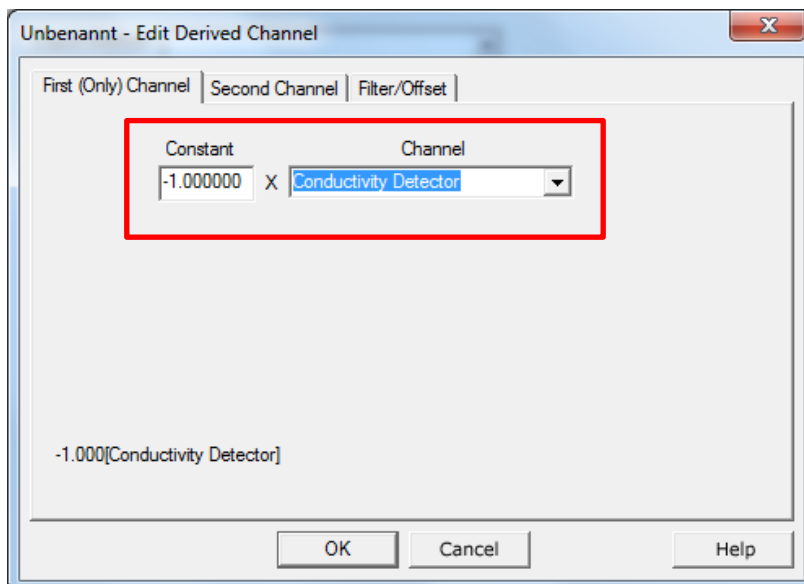 Unbenannt - Edit Derived Channel
First (Only) Channel Second Channel Filter/Offset
Constant Channel
-1.000000 X Conductivity Detector
-1.000[Conductivity Detector]
OK Cancel Help